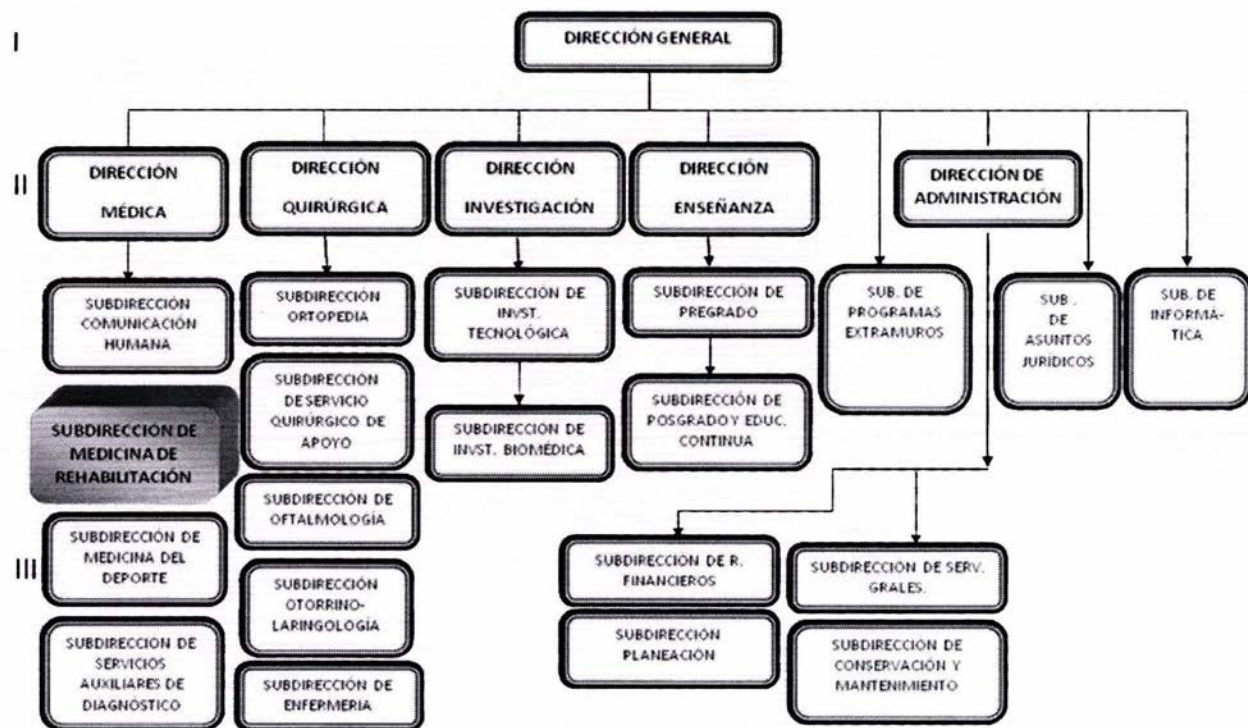 I
DIRECCIÓN GENERAL
II
DIRECCIÓN
MÉDICA
DIRECCIÓN
QUIRÚRGICA
DIRECCIÓN
INVESTIGACIÓN
DIRECCIÓN
ENSEÑANZA
DIRECCIÓN DE
ADMINISTRACIÓN
SUBDIRECCIÓN
COMUNICACIÓN
HUMANA
SUBDIRECCIÓN
ORTOPEDIA
SUBDIRECCIÓN DE
INVST.
TECNOLÓGICA
SUBDIRECCIÓN DE
PREGRADO
SUB. DE
PROGRAMAS
EXTRAMUROS
SUB .
DE
ASUNTOS
JURÍDICOS
SUB. DE
INFORMÁ-
TICA
SUBDIRECCIÓN DE
MEDICINA DE
REHABILITACIÓN
SUBDIRECCIÓN
DE SERVICIO
QUIRÚRGICO DE
APOYO
SUBDIRECCIÓN DE
INVST. BIOMÉDICA
SUBDIRECCIÓN DE
POSGRADO Y EDUC.
CONTINUA
SUBDIRECCIÓN DE
OFTALMOLOGÍA
III
SUBDIRECCIÓN DE
MEDICINA DEL
DEPORTE
SUBDIRECCIÓN
OTORRINO-
LARINGOLOGÍA
SUBDIRECCION DE R.
FINANCIEROS
SUBDIRECCIÓN DE SERV.
GRALES.
SUBDIRECCION DE
SERVICIOS
AUXILIARES DE
DIAGNÓSTICO
SUBDIRECCIÓN DE
ENFERMERIA
SUBDIRECCIÓN
PLANEACIÓN
SUBDIRECCION DE
CONSERVACIÓN Y
MANTENIMIENTO